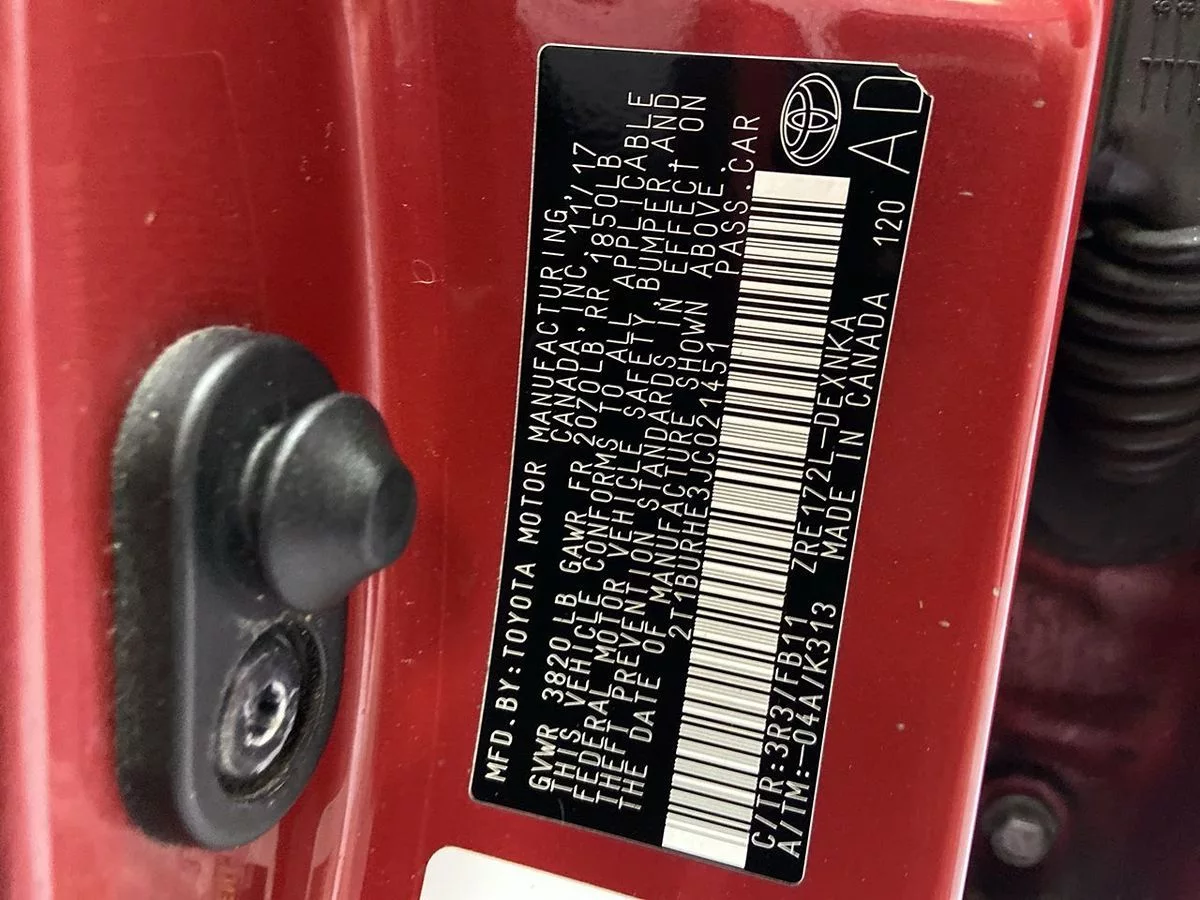 MFD.BY:TOYOTA MOTOR MANUFACTURING
CANADA, INC. 11/17
GVWR 3820 LB GAWR FR 2070LB, RR 1850LB
THIS VEHICLE CONFORMS TO ALL APPLICABLE
FEDERAL MOTOR VEHICLE SAFETY, BUMPER, AND
THEFT PREVENTION STANDARDS IN EFFECT ON
THE DATE OF MANUFACTURE SHOWN ABOVE.
2T1BURHE3JC021451 PASS.CAR
C/TR:3R3/FB11 ZRE172L-DEXNKA
A/TM:-04A/K313 MADE IN CANADA 120
AD